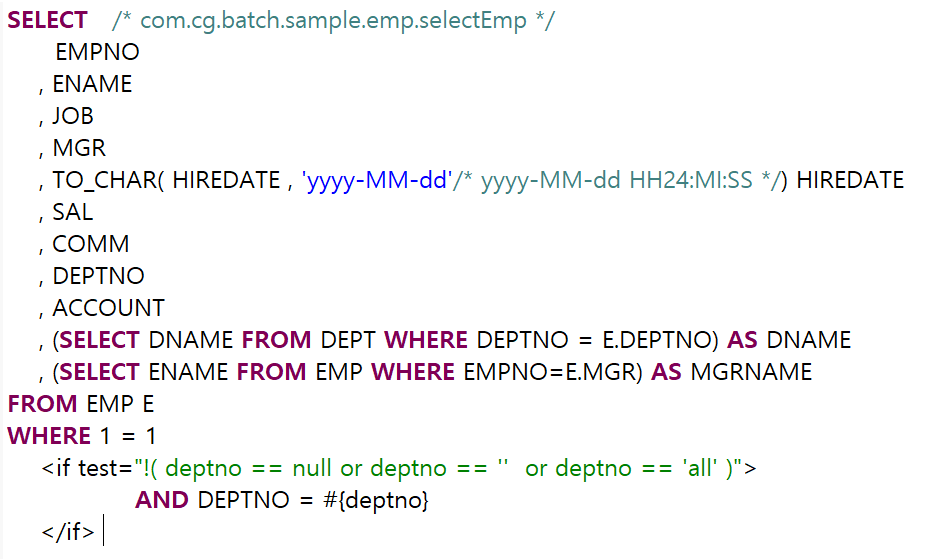 SELECT /* com.cg.batch.sample.emp.selectEmp */
EMPNO
, ENAME
, JOB
, MGR
, TO_CHAR( HIREDATE , 'yyyy-MM-dd'/* yyyy-MM-dd HH24:MI:SS */) HIREDATE
, SAL
, COMM
, DEPTNO
, ACCOUNT
, (SELECT DNAME FROM DEPT WHERE DEPTNO = E.DEPTNO) AS DNAME
, (SELECT ENAME FROM EMP WHERE EMPNO=E.MGR) AS MGRNAME
FROM EMP E
WHERE 1 = 1
<if test="!( deptno == null or deptno == ''  or deptno == 'all' )">
AND DEPTNO = #{deptno}
</if>